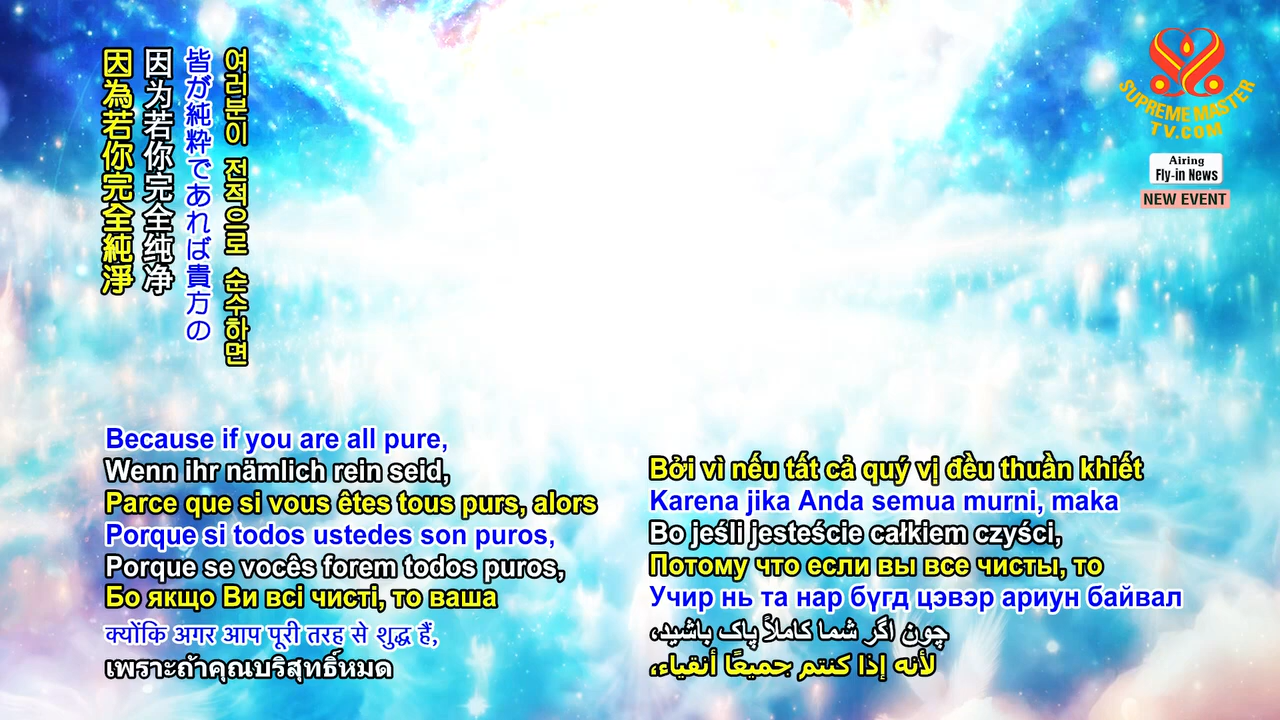 因為若你完全純淨
因为若你完全纯净
皆が純粋であれば貴方の
여러분이 전적으로 순수하면
SUPREME MASTER
TV.COM
Airing
Fly-in News
NEW EVENT
Because if you are all pure,
Wenn ihr nämlich rein seid,
Parce que si vous êtes tous purs, alors
Porque si todos ustedes son puros,
Porque se vocês forem todos puros,
Бо якщо Ви всі чисті, то ваша
क्योंकि अगर आप पूरी तरह से शुद्ध हैं,
เพราะถ้าคุณบริสุทธิ์หมด
Bởi vì nếu tất cả quý vị đều thuần khiết
Karena jika Anda semua murni, maka
Bo jeśli jesteście całkiem czyści,
Потому что если вы все чисты, то
Учир нь та нар бүгд цэвэр ариун байвал
چون اگر شما کاملاً پاک باشید،
لأنه إذا كنتم جميعًا أنقياء،